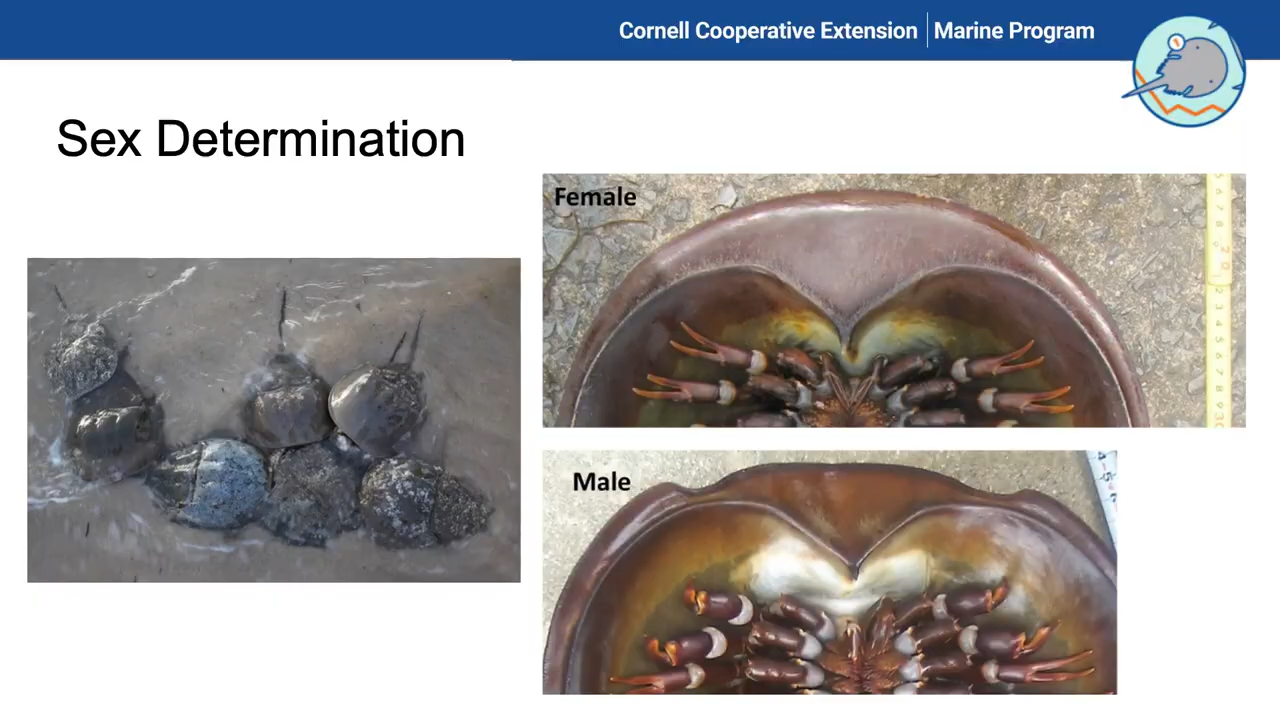 Cornell Cooperative Extension | Marine Program
Sex Determination
Female
Male